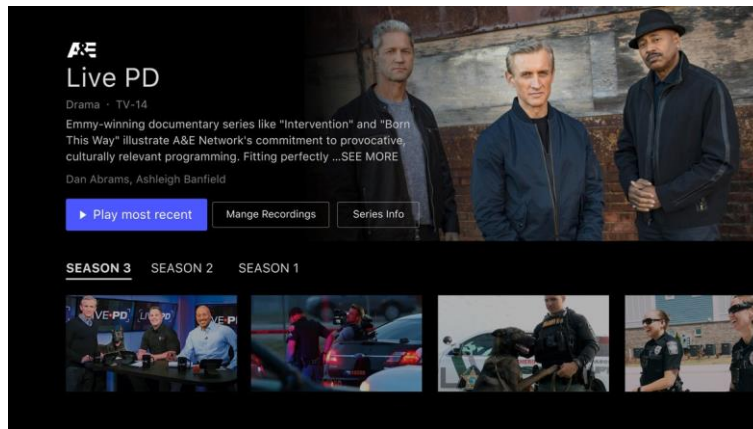 A&E
Live PD
Drama · TV-14
Emmy-winning documentary series like "Intervention" and "Born
This Way" illustrate A&E Network's commitment to provocative,
culturally relevant programming. Fitting perfectly ...SEE MORE
Dan Abrams, Ashleigh Banfield
Play most recent
Mange Recordings
Series Info
SEASON 3
SEASON 2
SEASON 1
LIVE PD